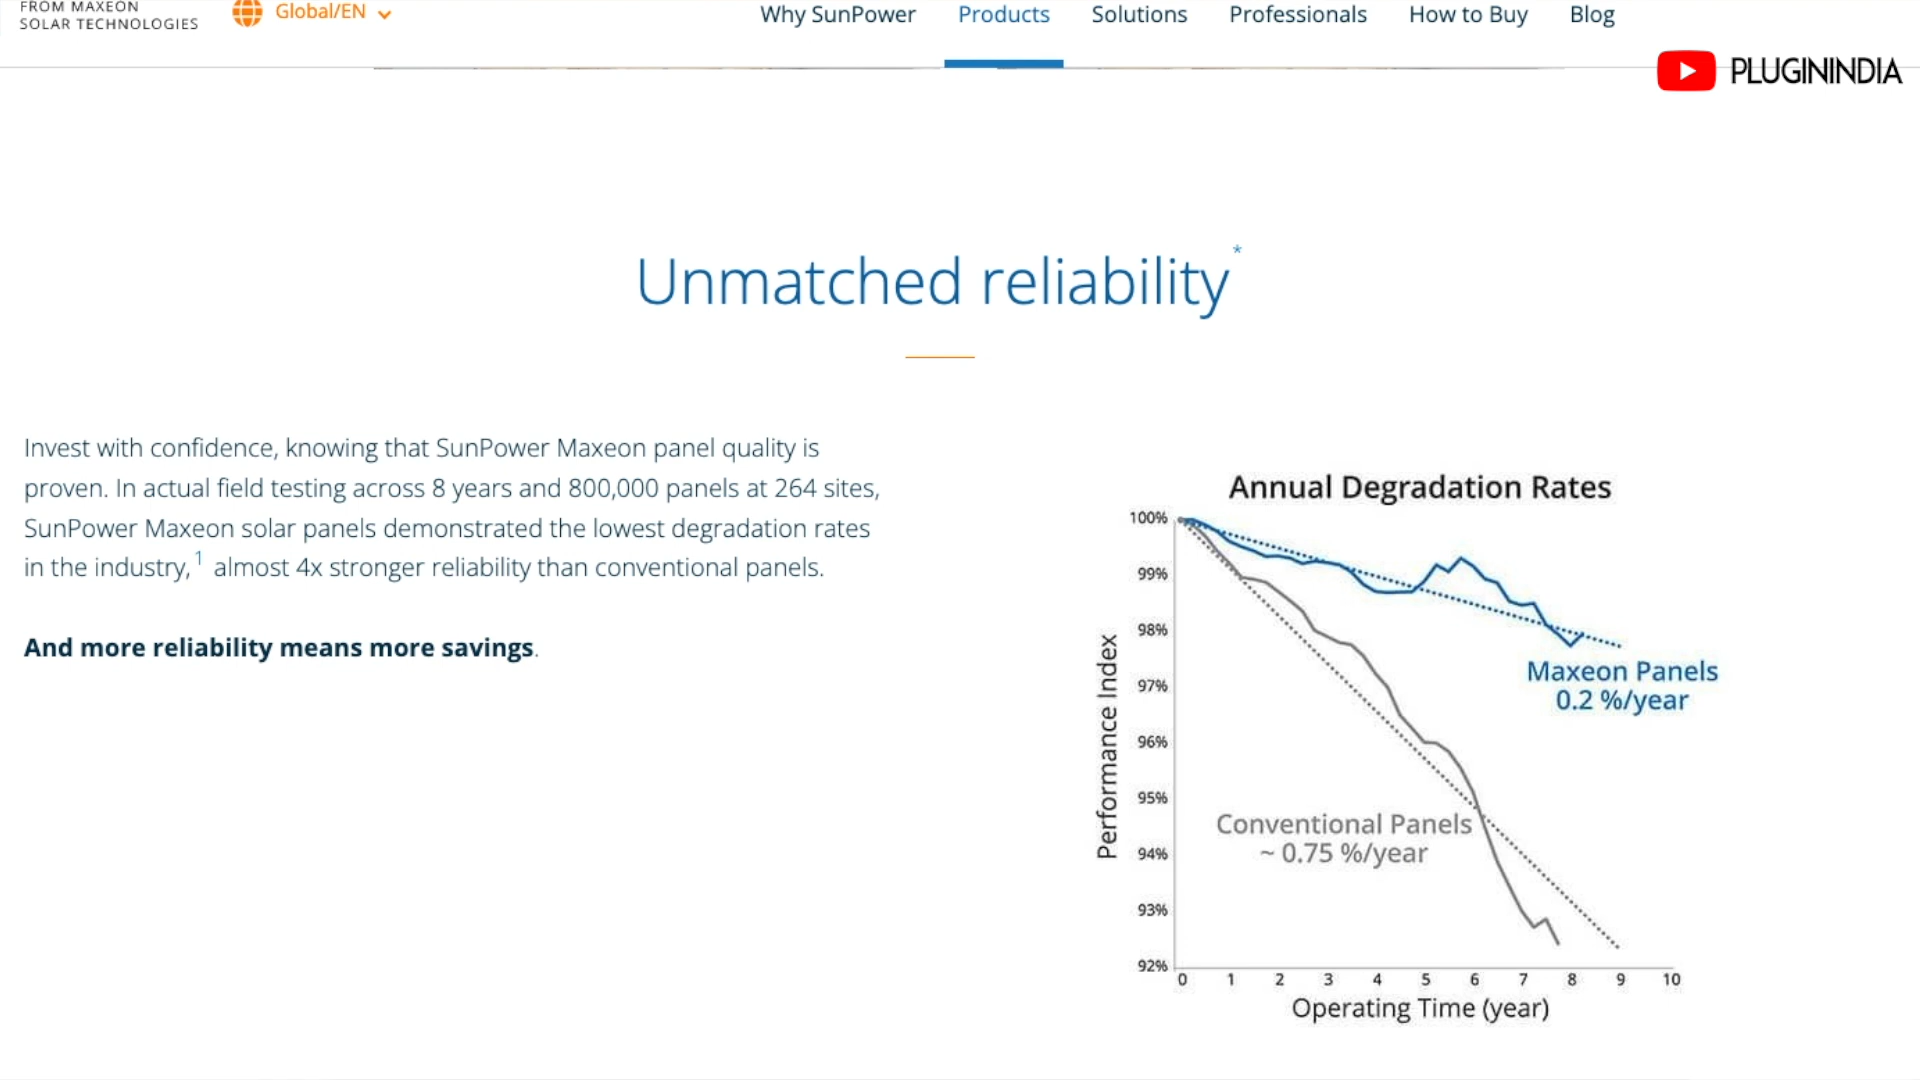 FROM MAXEON
SOLAR TECHNOLOGIES
Global/EN
Why SunPower
Products
Solutions
Professionals
How to Buy
Blog
PLUGININDIA
Unmatched reliability*
Invest with confidence, knowing that SunPower Maxeon panel quality is
proven. In actual field testing across 8 years and 800,000 panels at 264 sites,
SunPower Maxeon solar panels demonstrated the lowest degradation rates
in the industry,1 almost 4x stronger reliability than conventional panels.
And more reliability means more savings.
Annual Degradation Rates
100%
99%
98%
97%
96%
95%
94%
93%
92%
Performance Index
Maxeon Panels
0.2 %/year
Conventional Panels
~ 0.75 %/year
0 1 2 3 4 5 6 7 8 9 10
Operating Time (year)